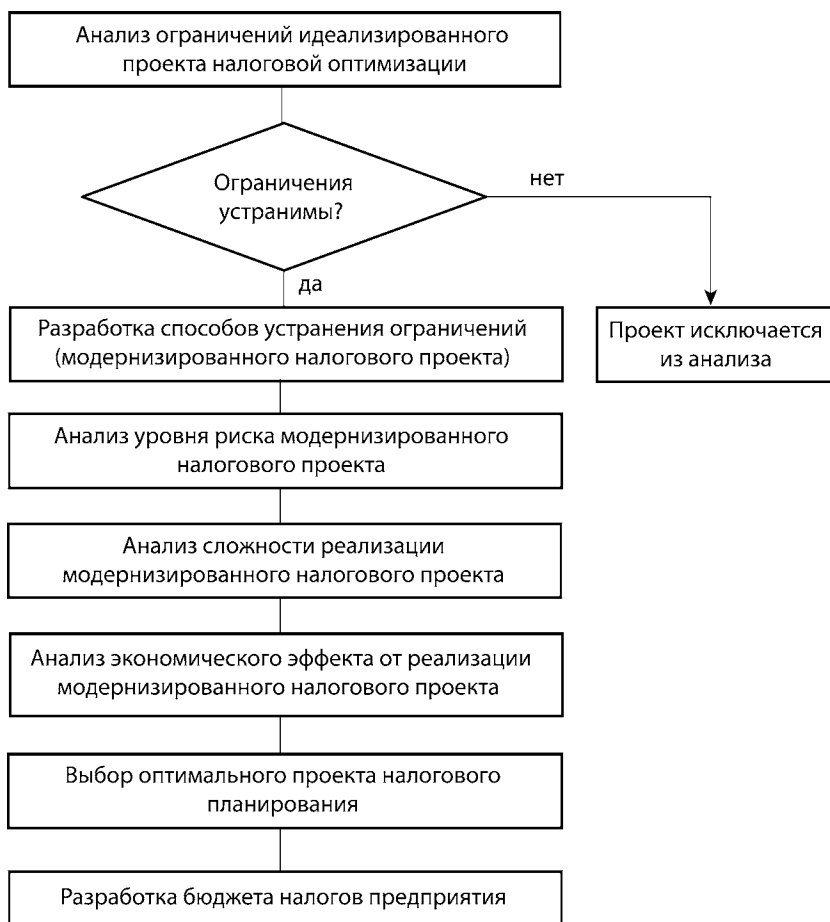 Анализ ограничений идеализированного
проекта налоговой оптимизации
Ограничения
устранимы?
нет
да
Разработка способов устранения ограничений
(модернизированного налогового проекта)
Проект исключается
из анализа
Анализ уровня риска модернизированного
налогового проекта
Анализ сложности реализации
модернизированного налогового проекта
Анализ экономического эффекта от реализации
модернизированного налогового проекта
Выбор оптимального проекта налогового
планирования
Разработка бюджета налогов предприятия